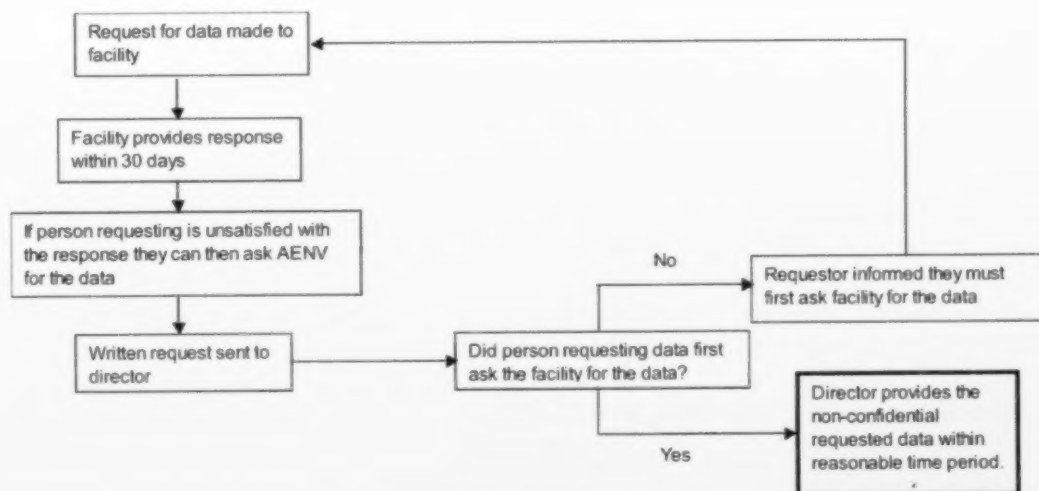 Request for data made to
facility
Facility provides response
within 30 days
If person requesting is unsatisfied with
the response they can then ask AENV
for the data
Written request sent to
director
Did person requesting data first
ask the facility for the data?
No
Requestor informed they must
first ask facility for the data
Yes
Director provides the
non-confidential
requested data within
reasonable time period.